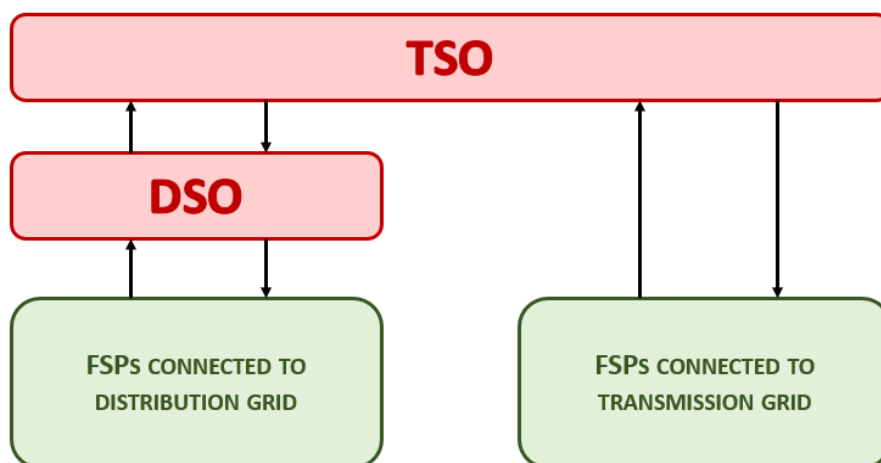 TSO
DSO
FSPs CONNECTED TO
DISTRIBUTION GRID
FSPs CONNECTED TO
TRANSMISSION GRID